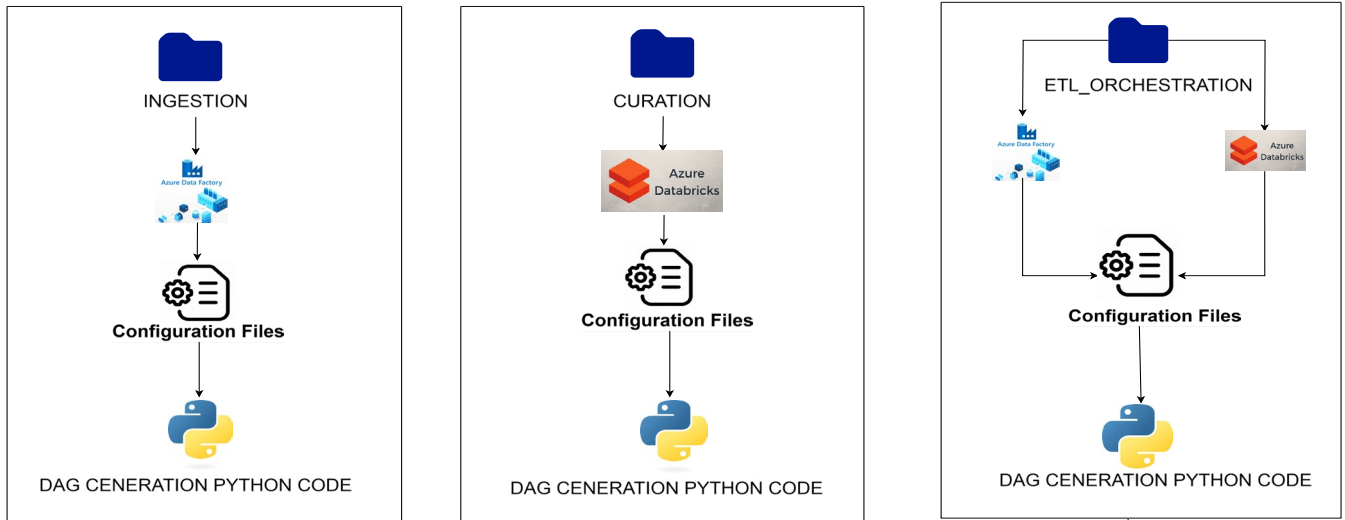 INGESTION
Azure Data Factory
Configuration Files
DAG CENERATION PYTHON CODE
CURATION
Azure
Databricks
Configuration Files
DAG CENERATION PYTHON CODE
ETL_ORCHESTRATION
Azure Data Factory
Azure
Databricks
Configuration Files
DAG CENERATION PYTHON CODE